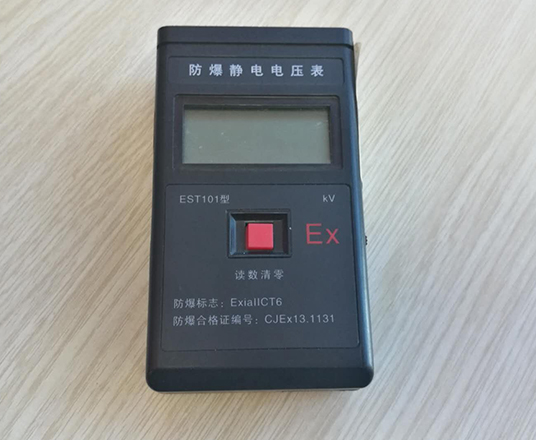 防爆静电电压表
EST101型 kV
Ex
读数清零
防爆标志：ExiaIICT6
防爆合格证编号：CJEx13.1131